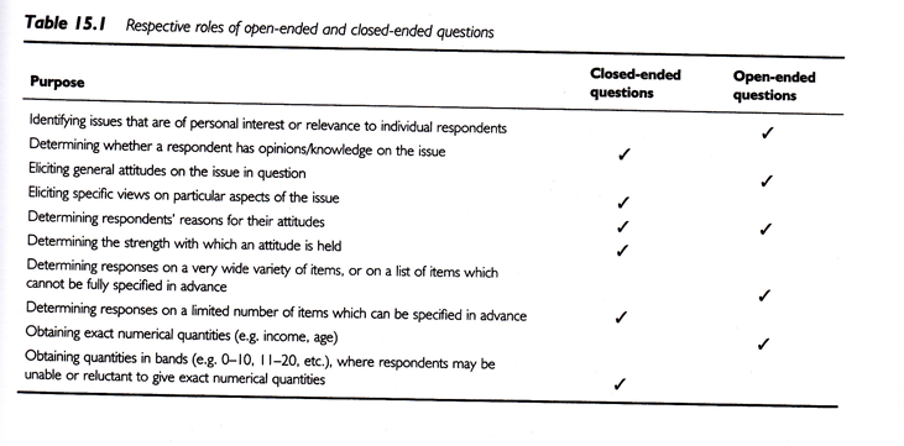 Table 15.1 Respective roles of open-ended and closed-ended questions
Purpose Closed-ended questions Open-ended questions
Identifying issues that are of personal interest or relevance to individual respondents ✓
Determining whether a respondent has opinions/knowledge on the issue ✓
Eliciting general attitudes on the issue in question ✓
Eliciting specific views on particular aspects of the issue ✓
Determining respondents' reasons for their attitudes ✓ ✓
Determining the strength with which an attitude is held ✓
Determining responses on a very wide variety of items, or on a list of items which
cannot be fully specified in advance ✓
Determining responses on a limited number of items which can be specified in advance ✓
Obtaining exact numerical quantities (e.g. income, age) ✓
Obtaining quantities in bands (e.g. 0–10, 11–20, etc.), where respondents may be
unable or reluctant to give exact numerical quantities ✓